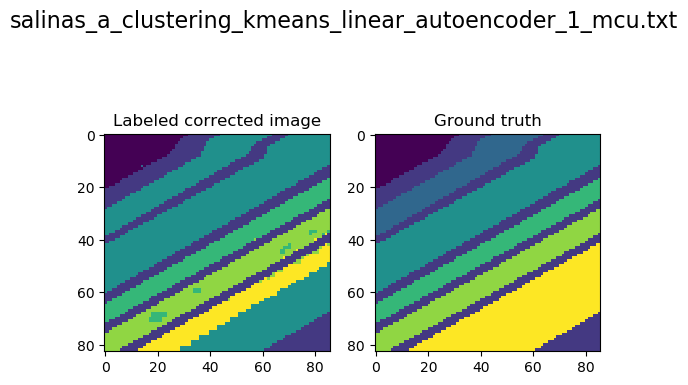 salinas_a_clustering_kmeans_linear_autoencoder_1_mcu.txt
Labeled corrected image
Ground truth
0
20
40
60
80
0 20 40 60 80
0
20
40
60
80
0 20 40 60 80